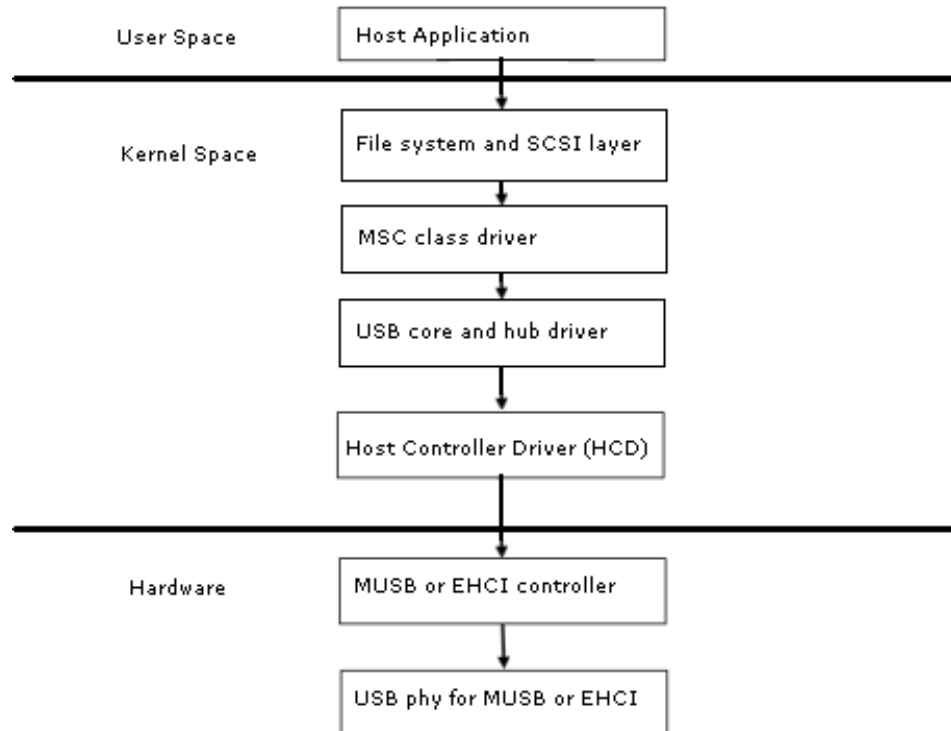 User Space
Host Application
Kernel Space
File system and SCSI layer
MSC class driver
USB core and hub driver
Host Controller Driver (HCD)
Hardware
MUSB or EHCI controller
USB phy for MUSB or EHCI